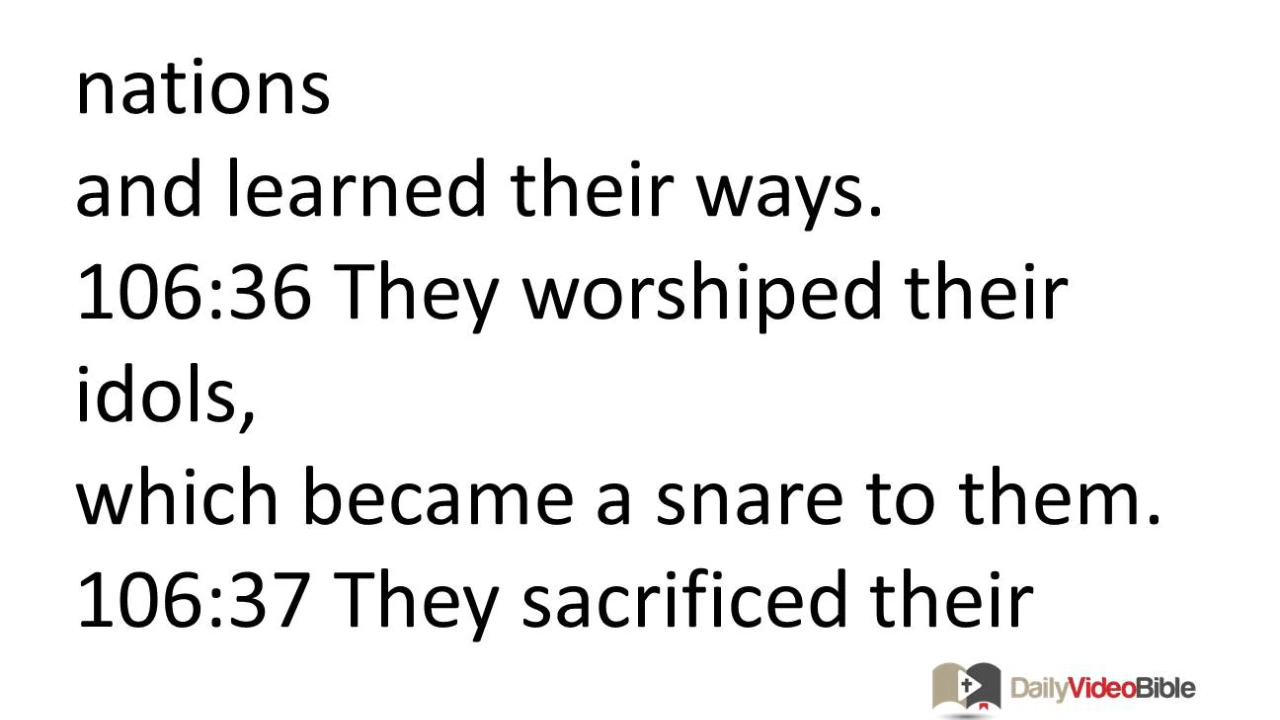 nations
and learned their ways.
106:36 They worshiped their
idols,
which became a snare to them.
106:37 They sacrificed their
DailyVideoBible